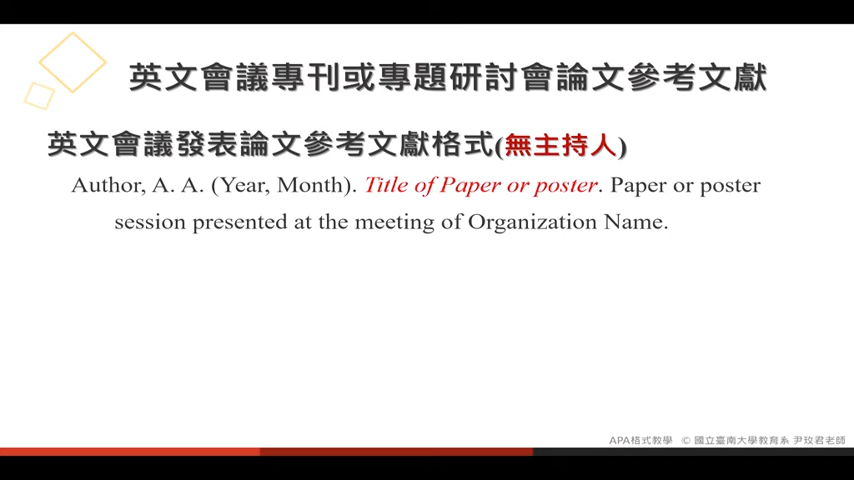 英文會議專刊或專題研討會論文參考文獻
英文會議發表論文參考文獻格式(無主持人)
Author, A. A. (Year, Month). Title of Paper or poster. Paper or poster
session presented at the meeting of Organization Name.
APA格式教學 © 國立臺南大學教育系 尹玫君老師